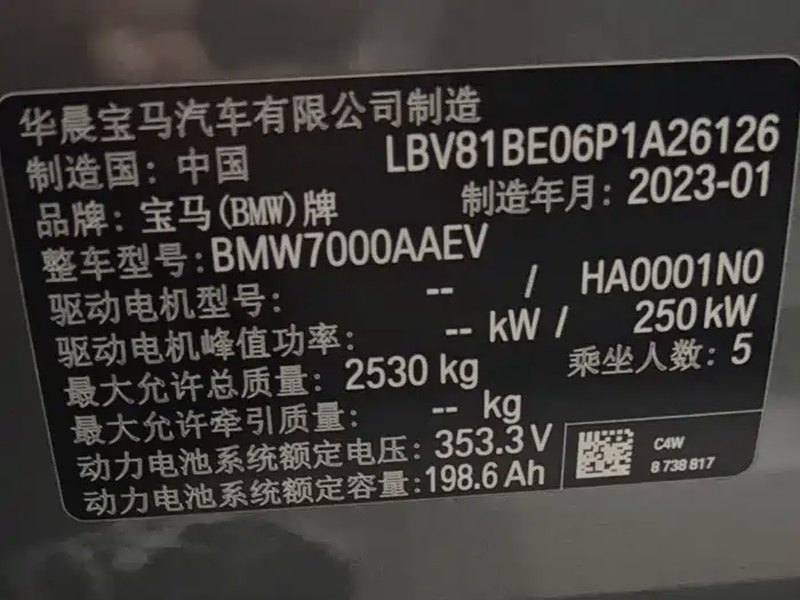 华晨宝马汽车有限公司制造
制造国：中国 LBV81BE06P1A26126
品牌：宝马(BMW)牌 制造年月：2023-01
整车型号:BMW7000AAEV
驱动电机型号： -- / HA0001N0
驱动电机峰值功率： -- kW / 250 kW
最大允许总质量： 2530 kg 乘坐人数：5
最大允许牵引质量： -- kg
动力电池系统额定电压：353.3 V
动力电池系统额定容量:198.6 Ah
C4W
8 738 817